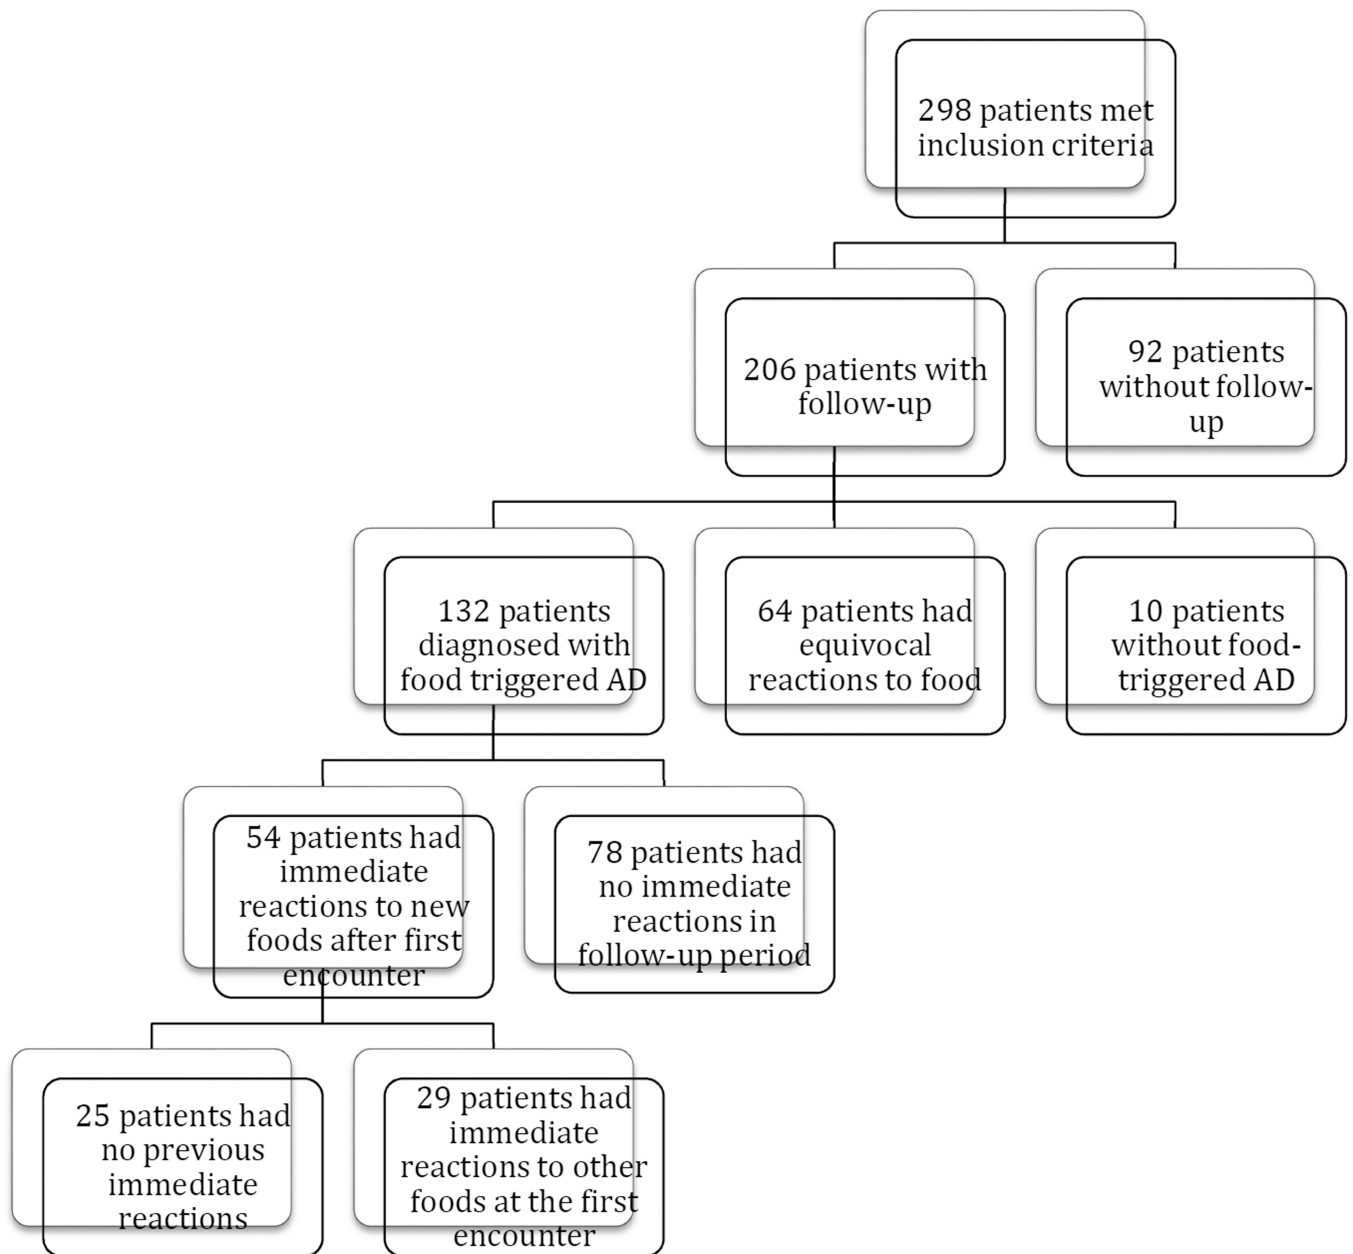 298 patients met
inclusion criteria
206 patients with
follow-up
92 patients
without follow-
up
132 patients
diagnosed with
food triggered AD
64 patients had
equivocal
reactions to food
10 patients
without food-
triggered AD
54 patients had
immediate
reactions to new
foods after first
encounter
78 patients had
no immediate
reactions in
follow-up period
25 patients had
no previous
immediate
reactions
29 patients had
immediate
reactions to other
foods at the first
encounter